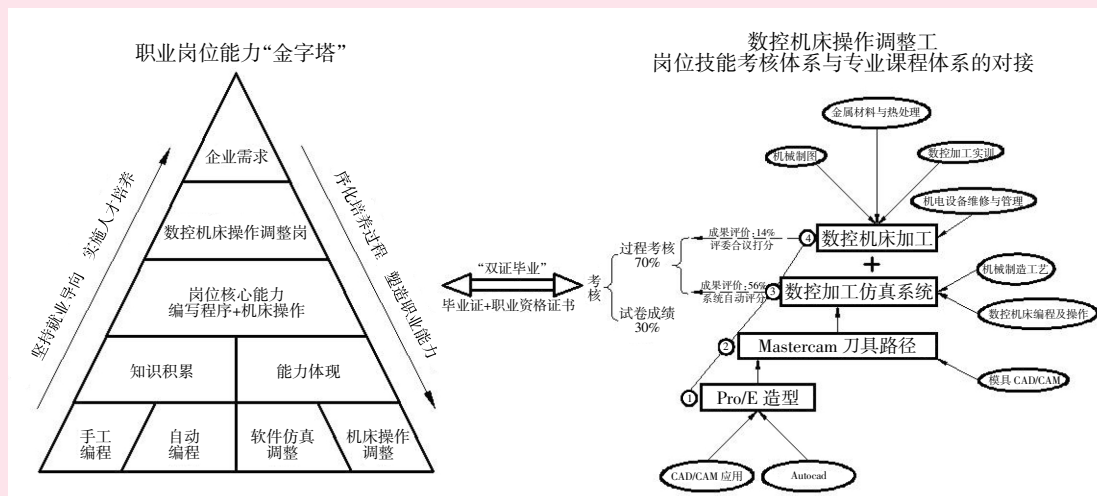 职业岗位能力“金字塔”
企业需求
数控机床操作调整岗
岗位核心能力
编写程序+机床操作
知识积累
能力体现
手工
编程
自动
编程
软件仿真
调整
机床操作
调整
坚持就业导向 实施人才培养
序化培养过程 塑造职业能力
“双证毕业”
毕业证+职业资格证书
数控机床操作调整工
岗位技能考核体系与专业课程体系的对接
考核
过程考核
70%
试卷成绩
30%
成果评价:14%
评委合议打分
成果评价:56%
系统自动评分
金属材料与热处理
机械制图
数控加工实训
机电设备维修与管理
④
数控机床加工
+
机械制造工艺
③
数控加工仿真系统
数控机床编程及操作
②
Mastercam 刀具路径
模具 CAD/CAM
①
Pro/E 造型
CAD/CAM 应用
Autocad